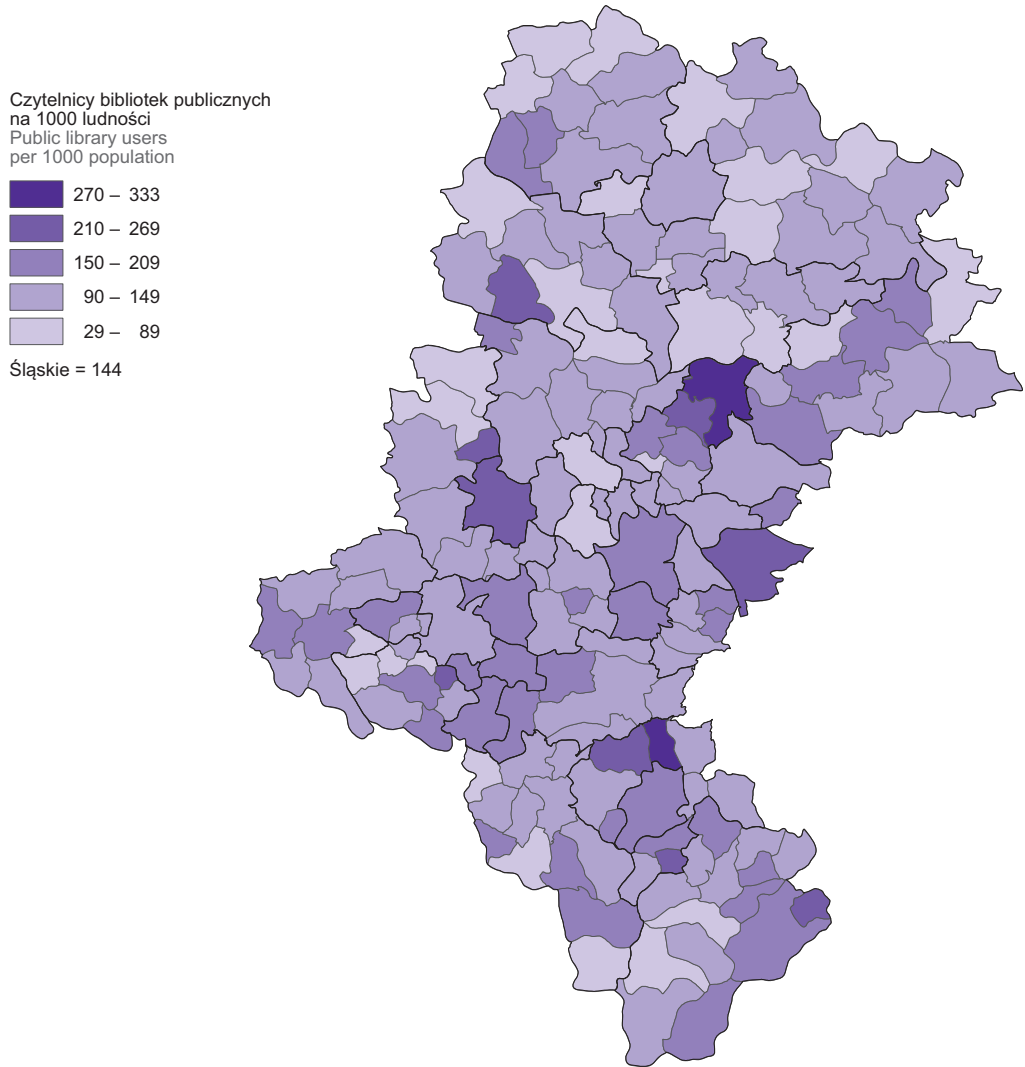 Czytelnicy bibliotek publicznych
na 1000 ludności
Public library users
per 1000 population
270 – 333
210 – 269
150 – 209
90 – 149
29 – 89
Śląskie = 144